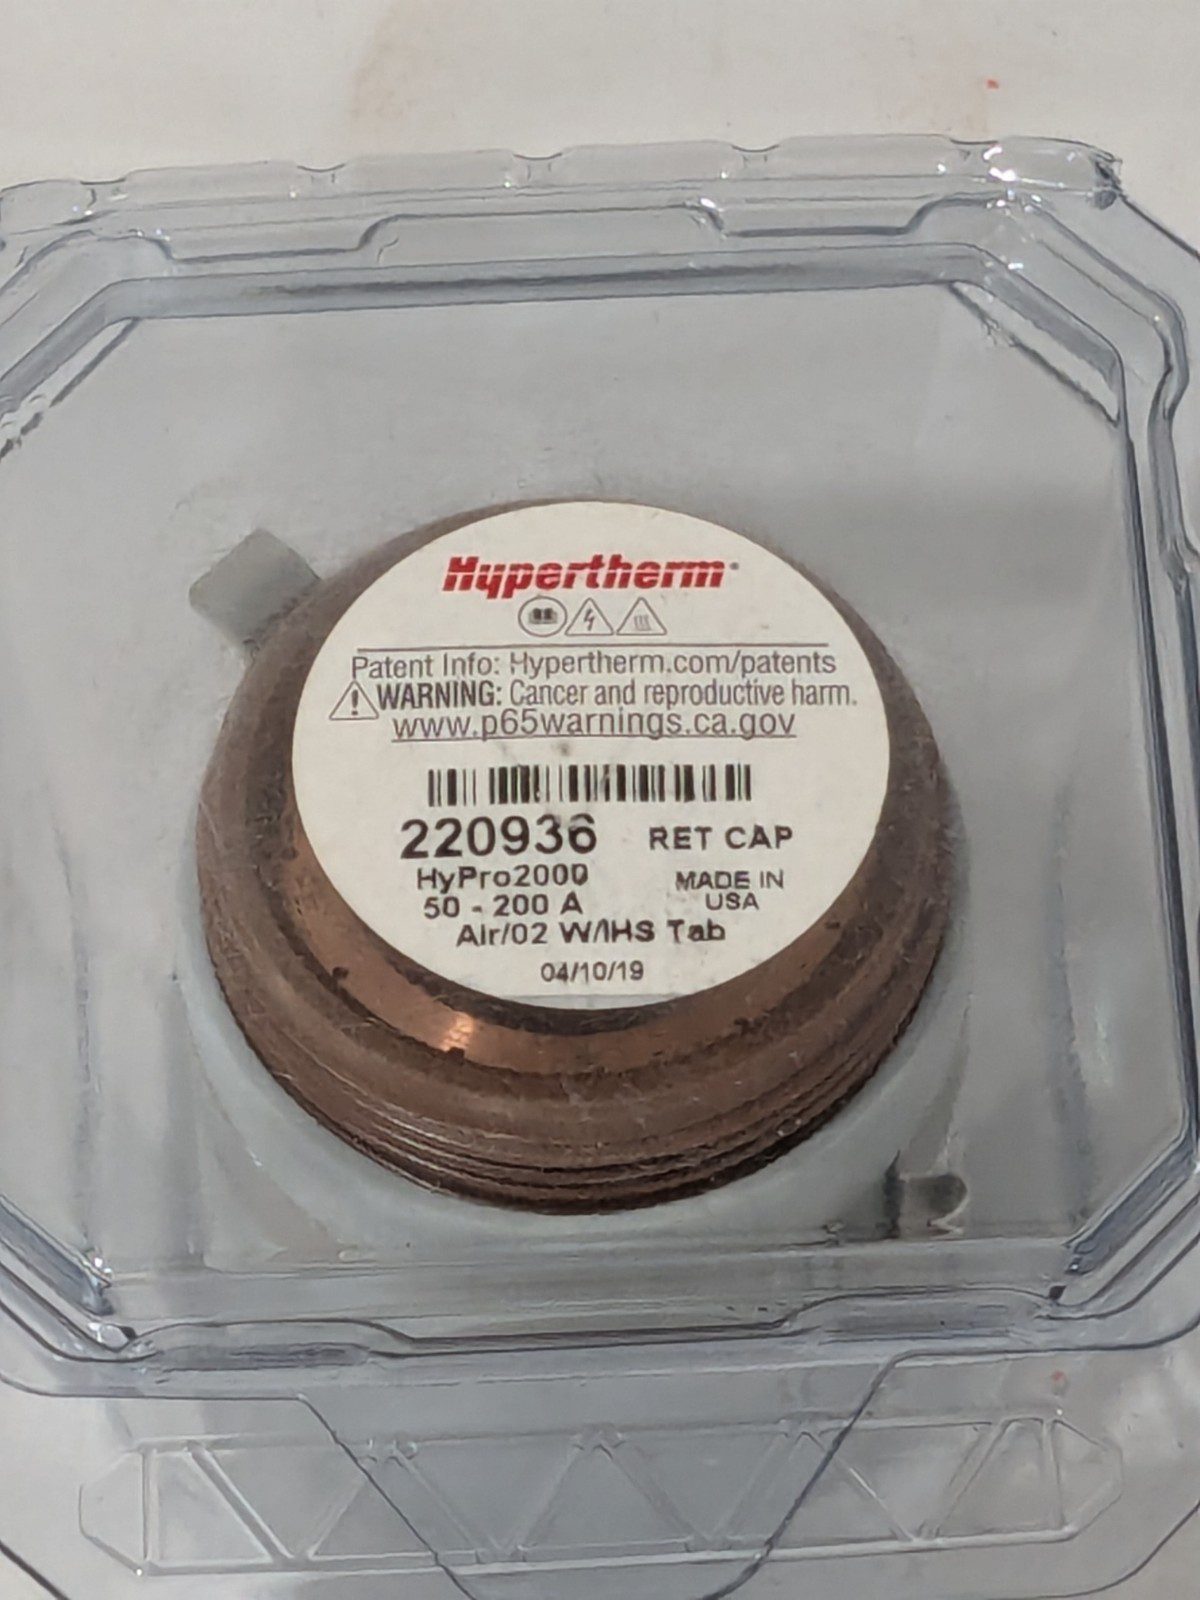 Hypertherm®
Patent Info: Hypertherm.com/patents
WARNING: Cancer and reproductive harm.
www.p65warnings.ca.gov
220936 RET CAP
HyPro2000 MADE IN
50 - 200 A USA
Air/02 W/IHS Tab
04/10/19